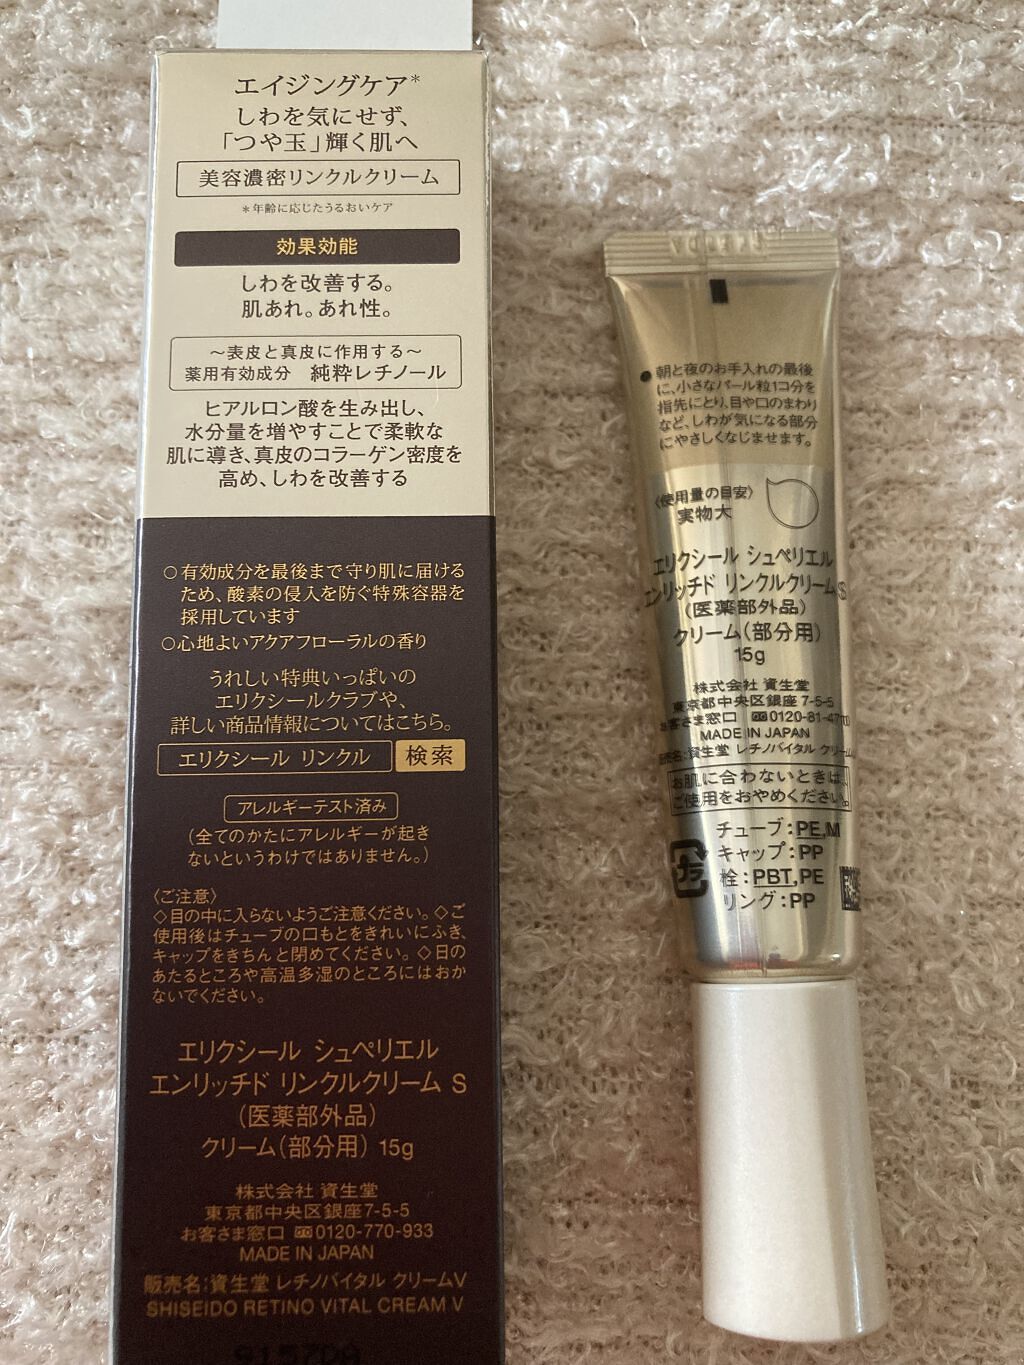 エイジングケア*
しわを気にせず、
「つや玉」輝く肌へ
美容濃密リンクルクリーム
*年齢に応じたうるおいケア
効果効能
しわを改善する。
肌あれ。あれ性。
～表皮と真皮に作用する～
薬用有効成分 純粋レチノール
ヒアルロン酸を生み出し、
水分量を増やすことで柔軟な
肌に導き、真皮のコラーゲン密度を
高め、しわを改善する
○有効成分を最後まで守り肌に届ける
ため、酸素の侵入を防ぐ特殊容器を
採用しています
○心地よいアクアフローラルの香り
うれしい特典いっぱいの
エリクシールクラブや、
詳しい商品情報についてはこちら。
エリクシール リンクル 検索
アレルギーテスト済み
(全てのかたにアレルギーが起き
ないというわけではありません。)
〈ご注意〉
◇目の中に入らないようご注意ください。◇ご
使用後はチューブの口もとをきれいにふき、
キャップをきちんと閉めてください。◇日の
あたるところや高温多湿のところにはおか
ないでください。
エリクシール シュペリエル
エンリッチド リンクルクリーム S
(医薬部外品)
クリーム(部分用) 15g
株式会社 資生堂
東京都中央区銀座7-5-5
お客さま窓口 0120-770-933
MADE IN JAPAN
販売名:資生堂 レチノバイタル クリームV
SHISEIDO RETINO VITAL CREAM V
●朝と夜のお手入れの最後
に、小さなパール粒1コ分を
指先にとり、目や口のまわり
など、しわが気になる部分
にやさしくなじませます。
〈使用量の目安〉
実物大
エリクシール シュペリエル
エンリッチド リンクルクリーム S
(医薬部外品)
クリーム(部分用)
15g
株式会社 資生堂
東京都中央区銀座7-5-5
お客さま窓口 0120-81-47
MADE IN JAPAN
販売名:資生堂 レチノバイタル クリーム
お肌に合わないときは、
ご使用をおやめください。
チューブ:PE,M
プラ キャップ:PP
栓:PBT,PE
リング:PP